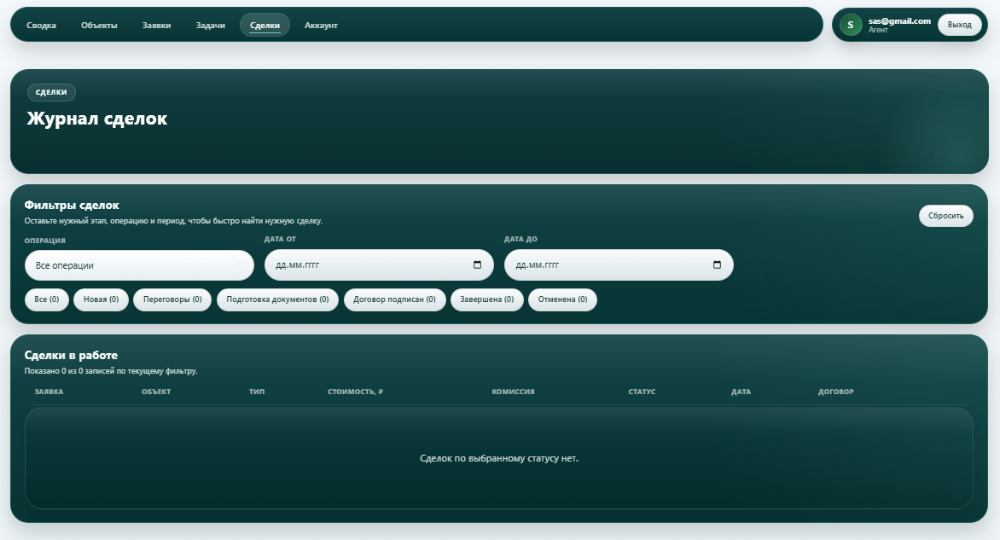 Сводка Объекты Заявки Задачи Сделки Аккаунт
S sas@gmail.com Агент Выход
СДЕЛКИ
Журнал сделок
Фильтры сделок
Оставьте нужный этап, операцию и период, чтобы быстро найти нужную сделку.
Сбросить
ОПЕРАЦИЯ ДАТА ОТ ДАТА ДО
Все операции дд.мм.гггг дд.мм.гггг
Все (0) Новая (0) Переговоры (0) Подготовка документов (0) Договор подписан (0) Завершена (0) Отменена (0)
Сделки в работе
Показано 0 из 0 записей по текущему фильтру.
ЗАЯВКА ОБЪЕКТ ТИП СТОИМОСТЬ, ₽ КОМИССИЯ СТАТУС ДАТА ДОГОВОР
Сделок по выбранному статусу нет.